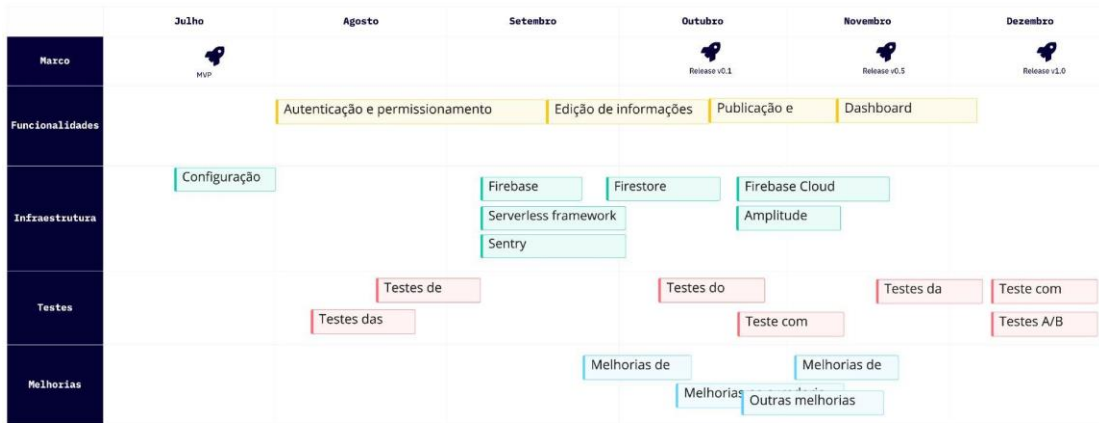 Julho Agosto Setembro Outubro Novembro Dezembro
Marco
MVP Release v0.1 Release v0.5 Release v1.0
Funcionalidades
Autenticação e permissionamento Edição de informações Publicação e Dashboard
Infraestrutura
Configuração
Firebase Firestore Firebase Cloud
Serverless framework Amplitude
Sentry
Testes
Testes de Testes do Testes da Teste com
Testes das Teste com Testes A/B
Melhorias
Melhorias de Melhorias de
Melhorias
Outras melhorias